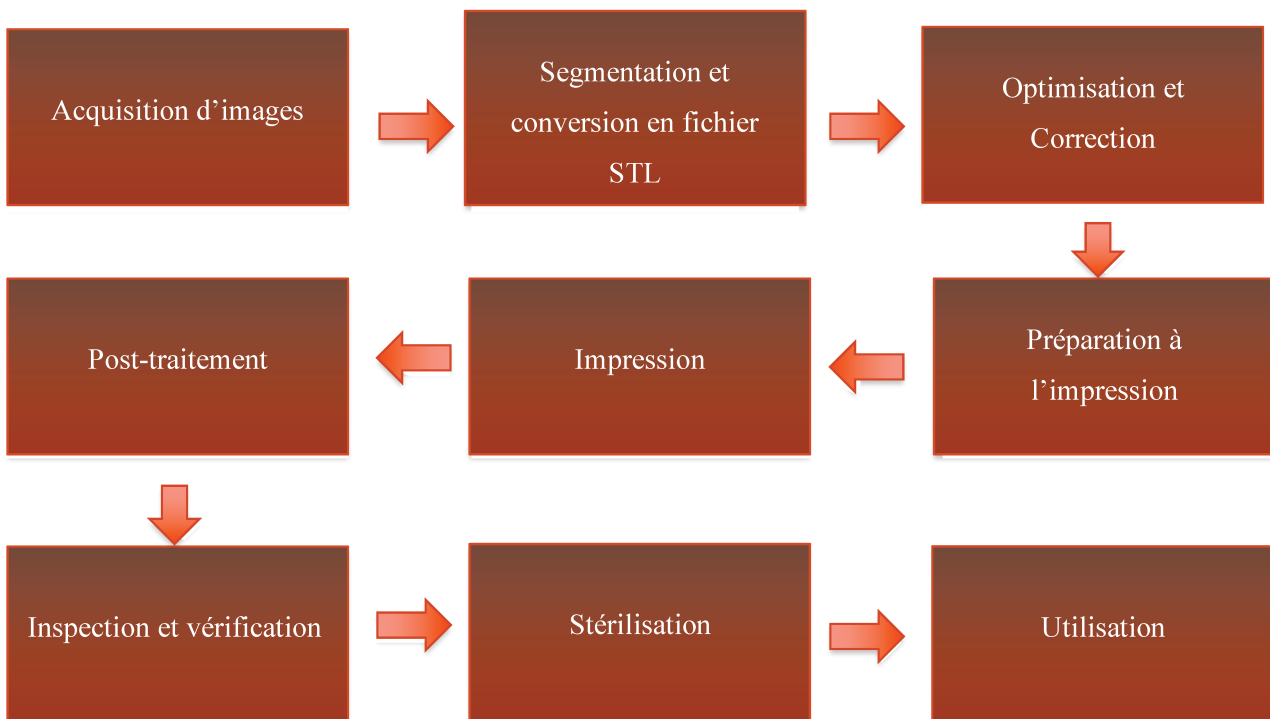 Acquisition d’images
Segmentation et
conversion en fichier
STL
Optimisation et
Correction
Préparation à
l’impression
Impression
Post-traitement
Inspection et vérification
Stérilisation
Utilisation